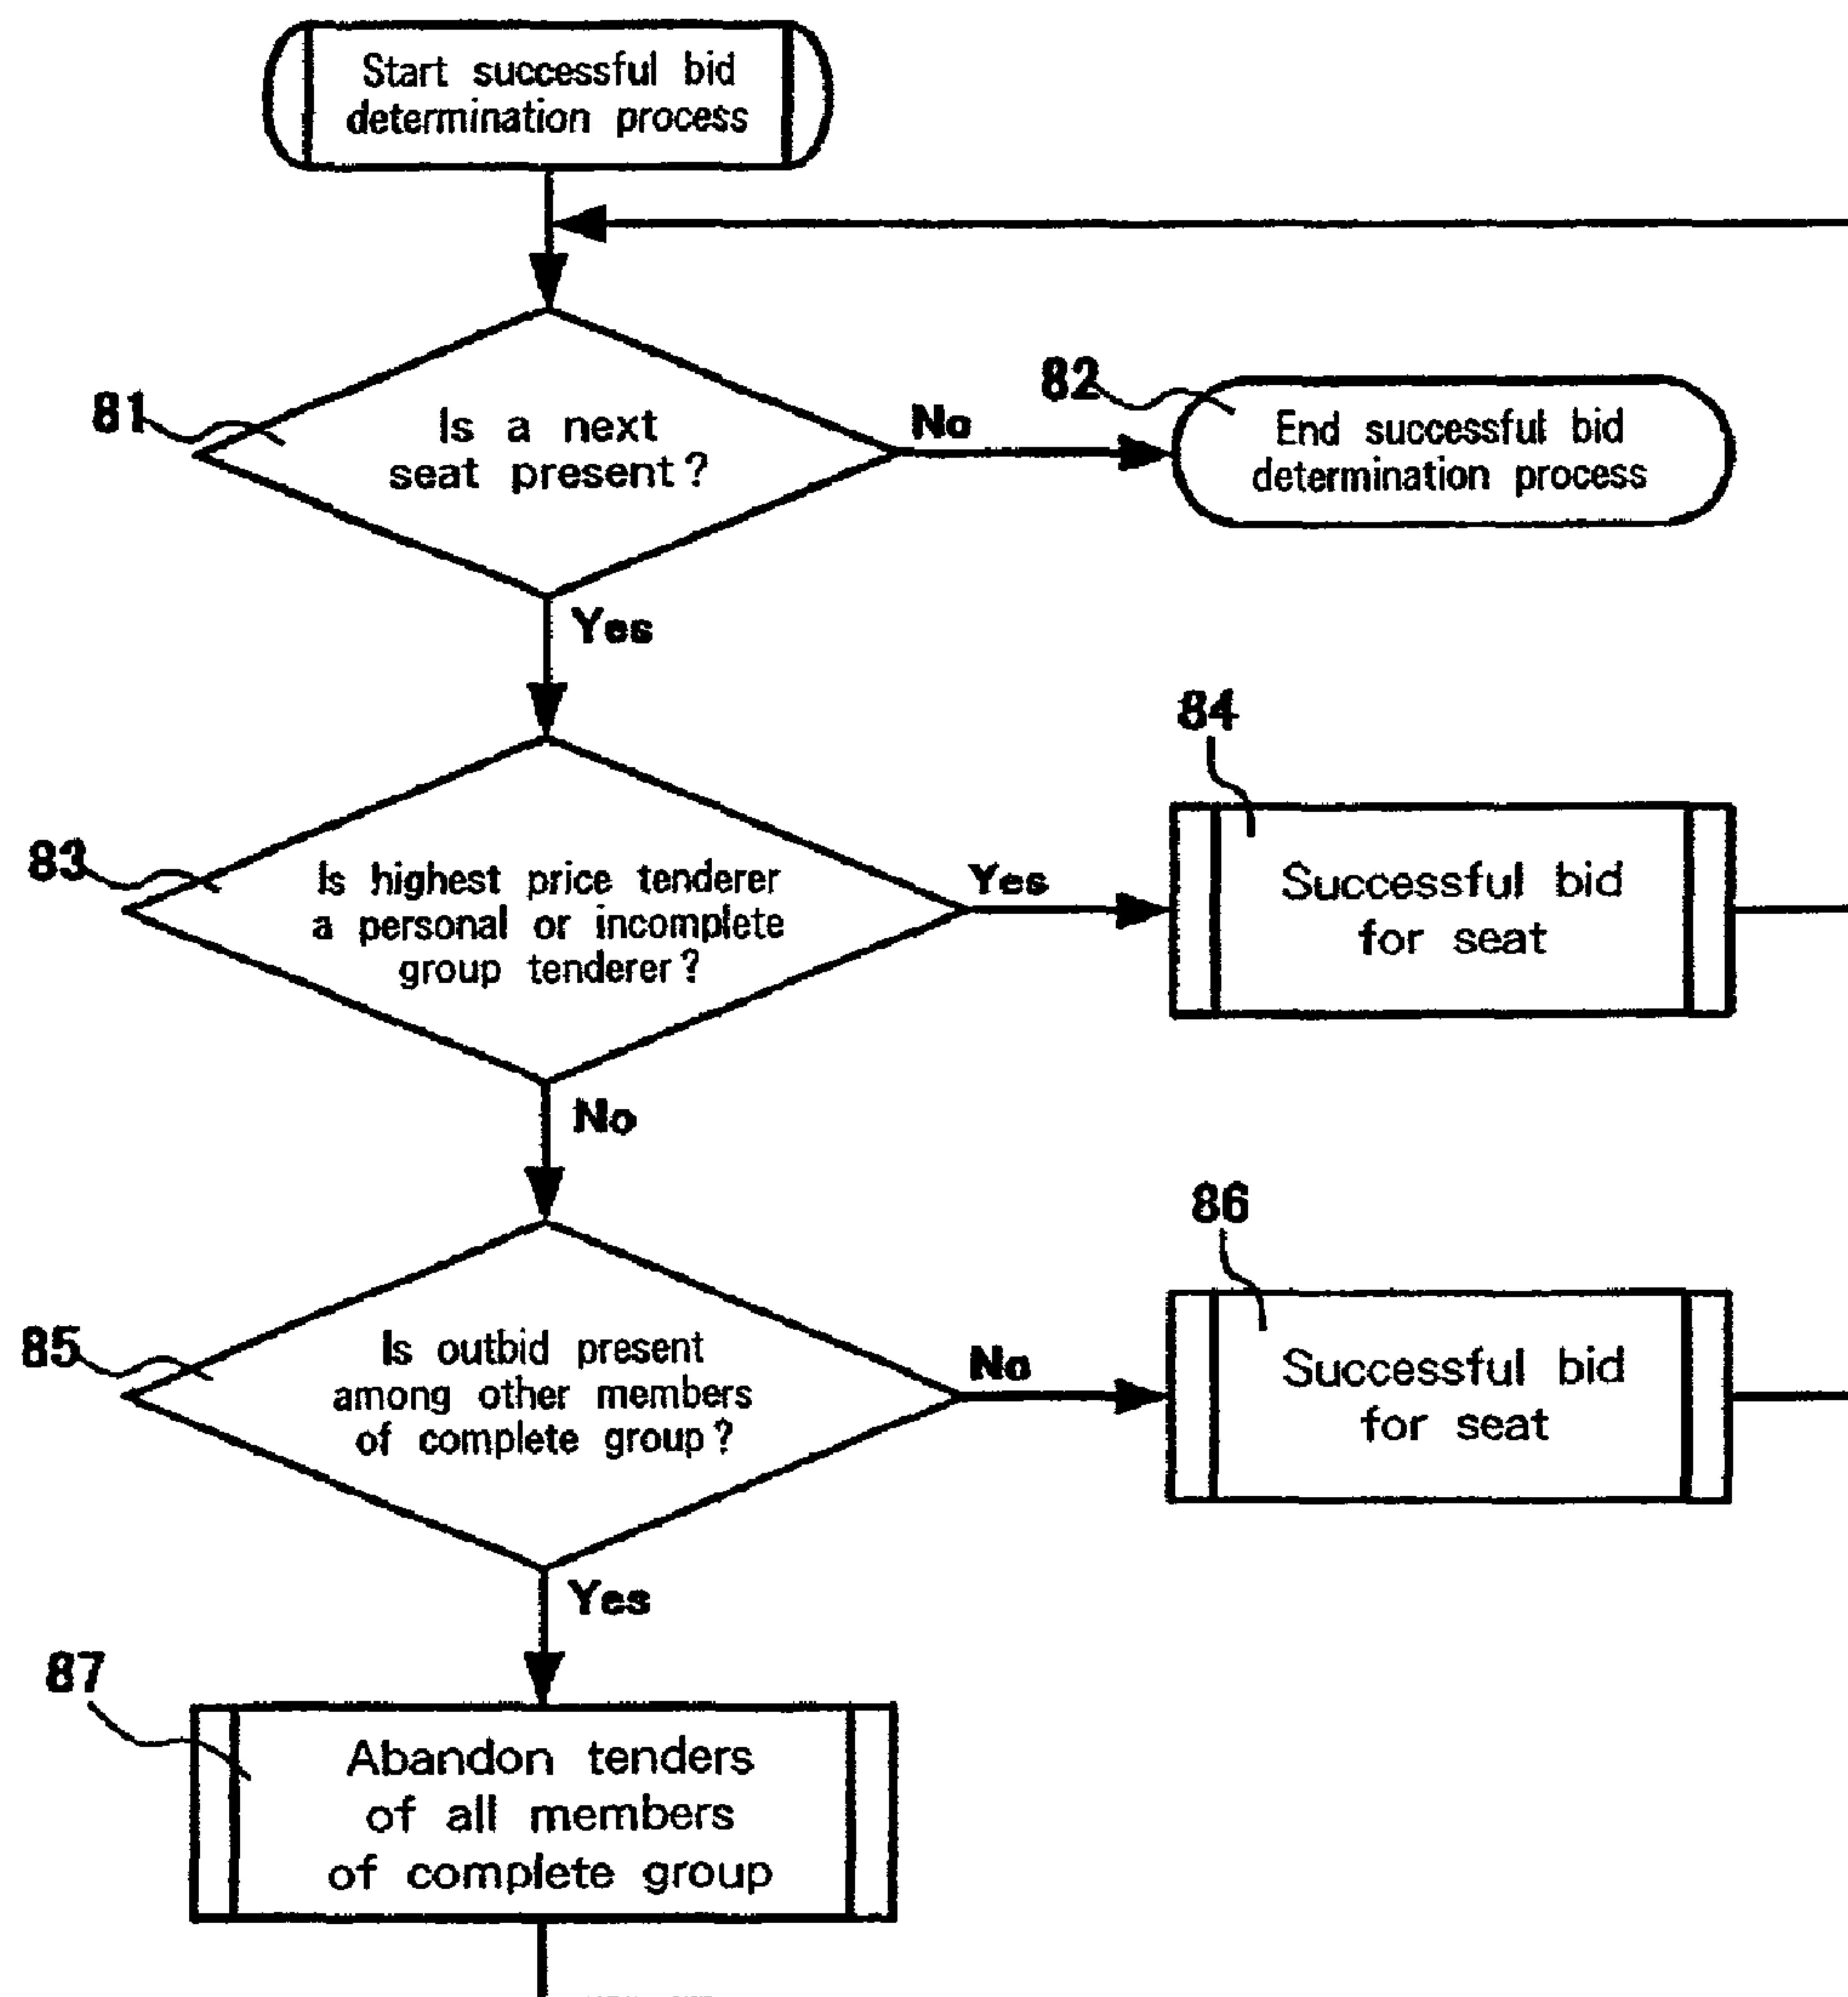 Start successful bid
determination process
81
Is a next
seat present?
No
82
End successful bid
determination process
Yes
83
Is highest price tenderer
a personal or incomplete
group tenderer?
Yes
84
Successful bid
for seat
No
85
Is outbid present
among other members
of complete group?
No
86
Successful bid
for seat
Yes
87
Abandon tenders
of all members
of complete group